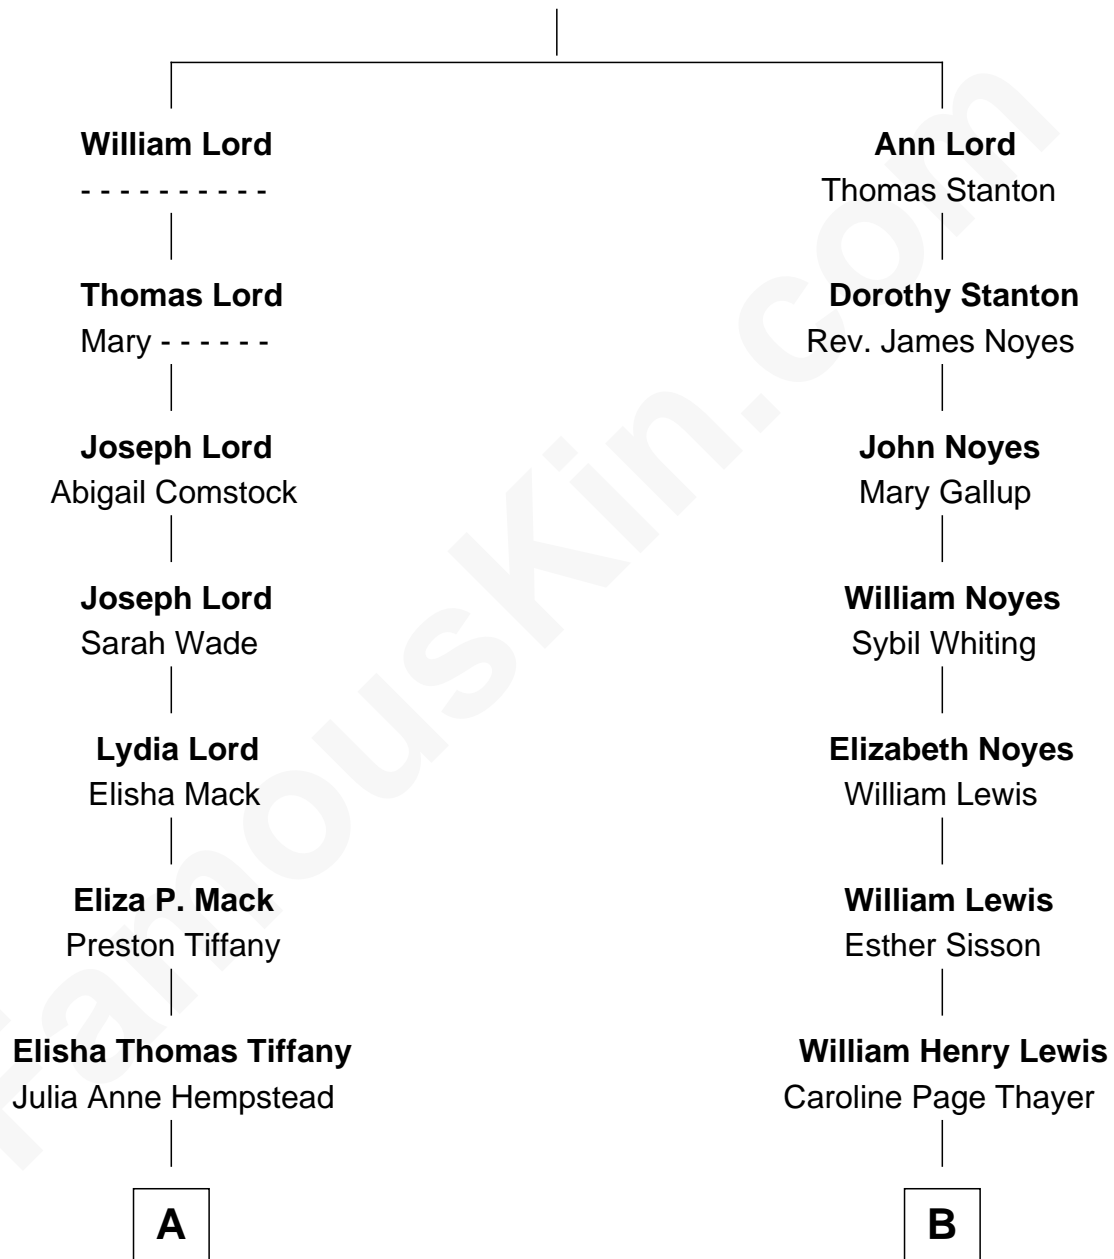 William Lord
- - - - - - - - - -
Thomas Lord
Mary - - - - - -
Joseph Lord
Abigail Comstock
Joseph Lord
Sarah Wade
Lydia Lord
Elisha Mack
Eliza P. Mack
Preston Tiffany
Elisha Thomas Tiffany
Julia Anne Hempstead
A
Ann Lord
Thomas Stanton
Dorothy Stanton
Rev. James Noyes
John Noyes
Mary Gallup
William Noyes
Sybil Whiting
Elizabeth Noyes
William Lewis
William Lewis
Esther Sisson
William Henry Lewis
Caroline Page Thayer
B
FamousKin.com